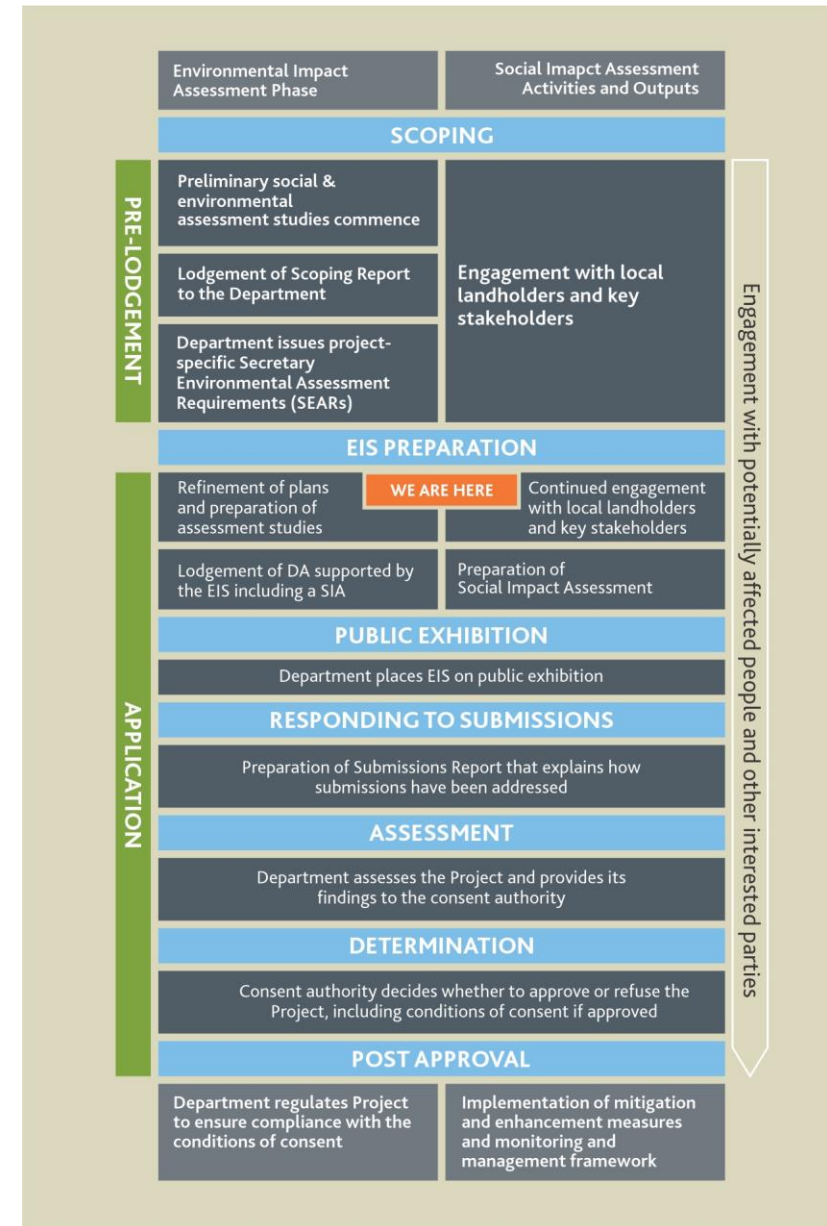 Environmental Impact
Assessment Phase
Social Imapct Assessment
Activities and Outputs
SCOPING
PRE-LODGEMENT
Preliminary social &
environmental
assessment studies commence
Lodgement of Scoping Report
to the Department
Department issues project-
specific Secretary
Environmental Assessment
Requirements (SEARs)
Engagement with local
landholders and key
stakeholders
Engagement with potentially affected people and other interested parties
EIS PREPARATION
APPLICATION
Refinement of plans
and preparation of
assessment studies
WE ARE HERE
Continued engagement
with local landholders
and key stakeholders
Lodgement of DA supported by
the EIS including a SIA
Preparation of
Social Impact Assessment
PUBLIC EXHIBITION
Department places EIS on public exhibition
RESPONDING TO SUBMISSIONS
Preparation of Submissions Report that explains how
submissions have been addressed
ASSESSMENT
Department assesses the Project and provides its
findings to the consent authority
DETERMINATION
Consent authority decides whether to approve or refuse the
Project, including conditions of consent if approved
POST APPROVAL
Department regulates Project
to ensure compliance with the
conditions of consent
Implementation of mitigation
and enhancement measures
and monitoring and
management framework